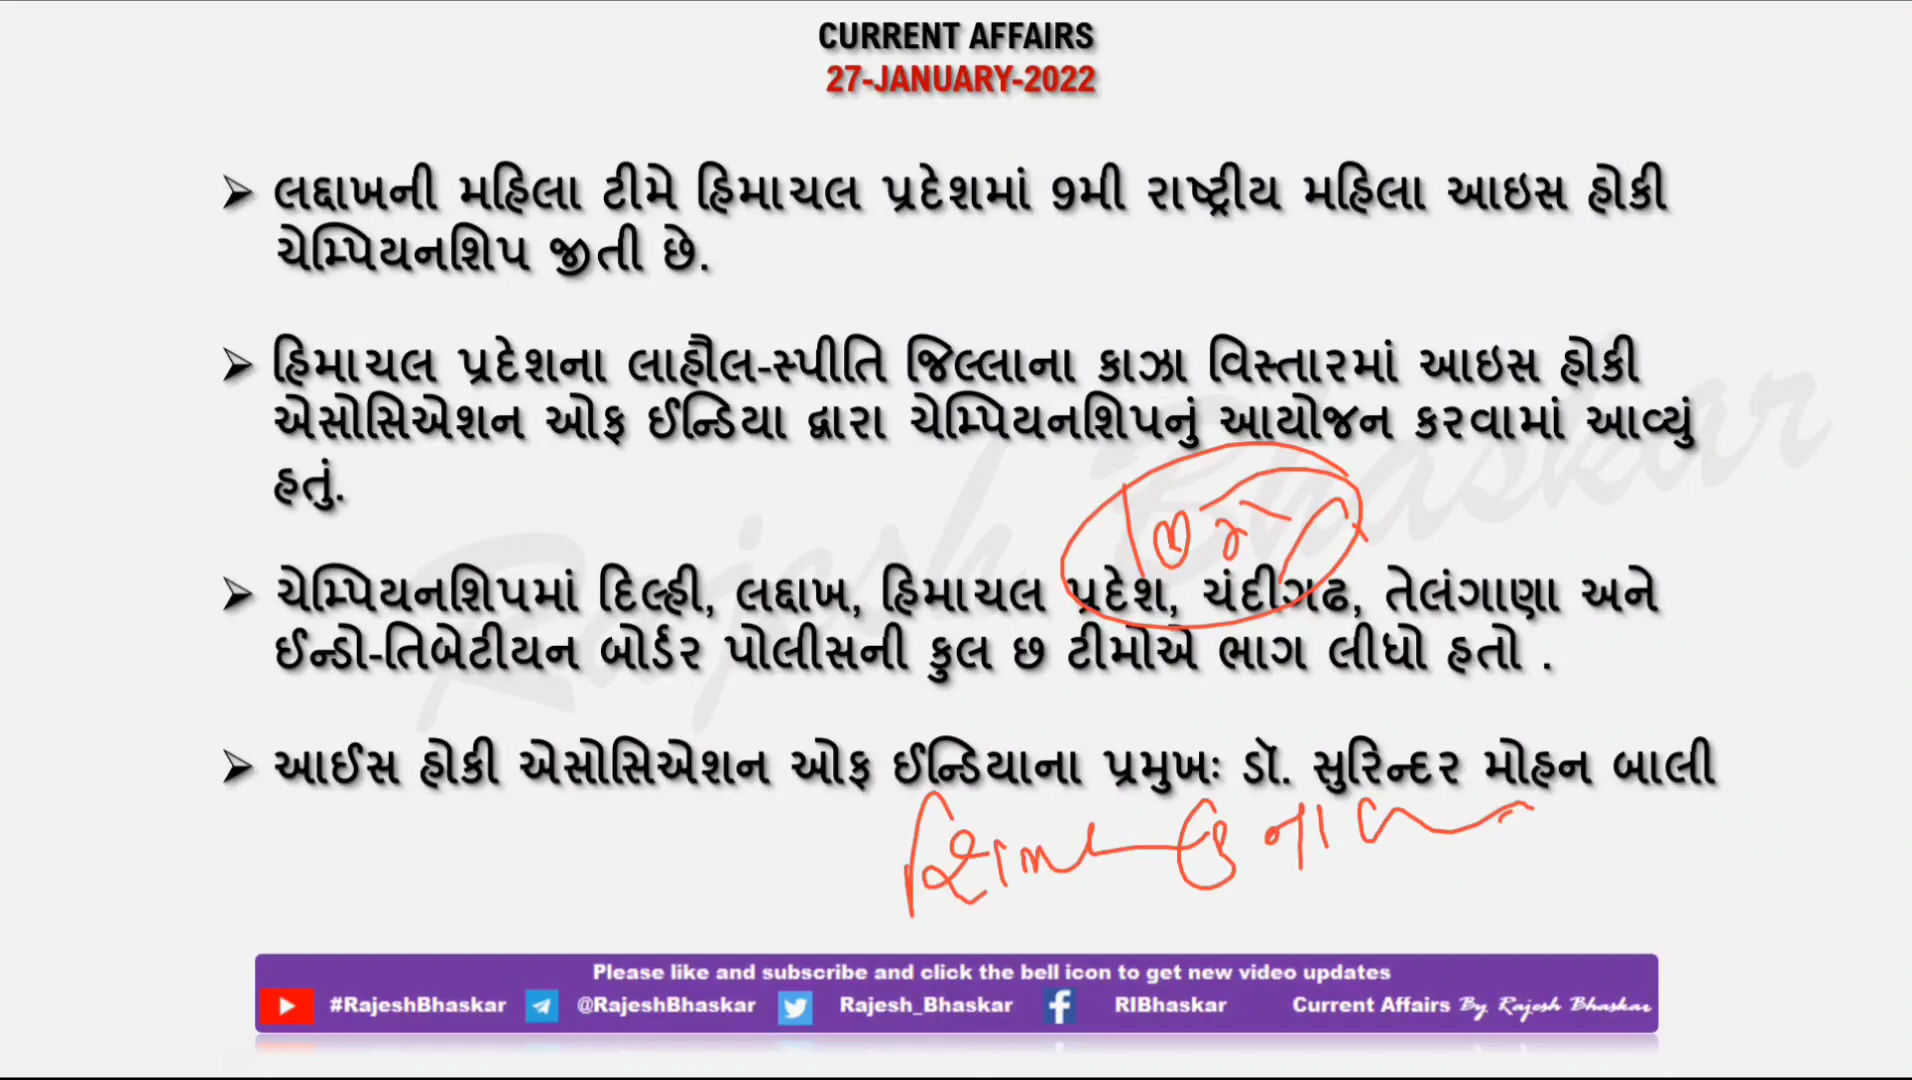 CURRENT AFFAIRS
27-JANUARY-2022
➢ લદ્દાખની મહિલા ટીમે હિમાચલ પ્રદેશમાં 9મી રાષ્ટ્રીય મહિલા આઇસ હોકી
ચેમ્પિયનશિપ જીતી છે.
➢ હિમાચલ પ્રદેશના લાહૌલ-સ્પીતિ જિલ્લાના કાઝા વિસ્તારમાં આઇસ હોકી
એસોસિએશન ઓફ ઈન્ડિયા દ્વારા ચેમ્પિયનશિપનું આયોજન કરવામાં આવ્યું
હતું.
➢ ચેમ્પિયનશિપમાં દિલ્હી, લદ્દાખ, હિમાચલ પ્રદેશ, ચંદીગઢ, તેલંગાણા અને
ઈન્ડો-તિબેટીયન બોર્ડર પોલીસની કુલ છ ટીમોએ ભાગ લીધો હતો .
➢ આઈસ હોકી એસોસિએશન ઓફ ઈન્ડિયાના પ્રમુખઃ ડૉ. સુરિન્દર મોહન બાલી
Rajesh Bhaskar
Please like and subscribe and click the bell icon to get new video updates
#RajeshBhaskar @RajeshBhaskar Rajesh_Bhaskar RIBhaskar Current Affairs By Rajesh Bhaskar